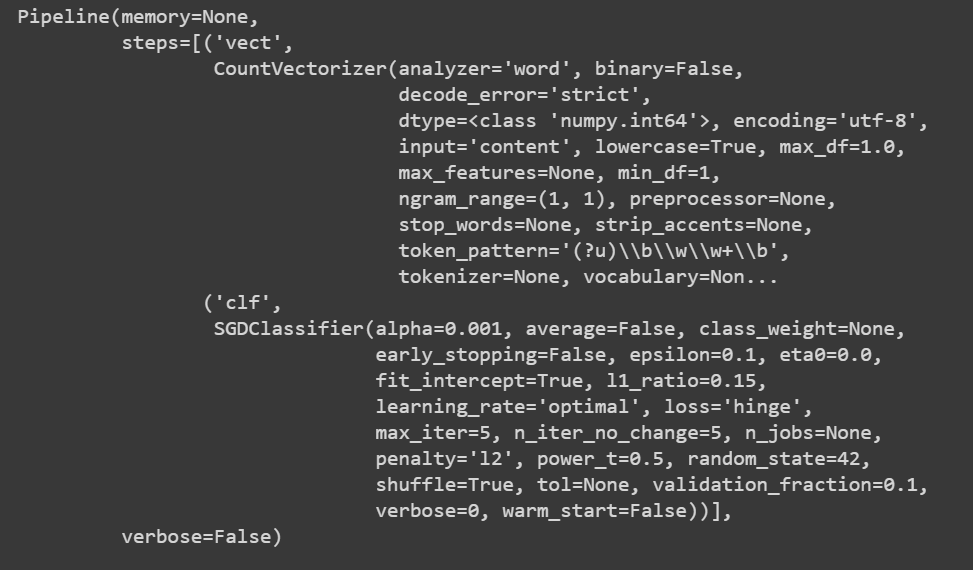 Pipeline(memory=None,
         steps=[('vect',
                 CountVectorizer(analyzer='word', binary=False,
                                 decode_error='strict',
                                 dtype=<class 'numpy.int64'>, encoding='utf-8',
                                 input='content', lowercase=True, max_df=1.0,
                                 max_features=None, min_df=1,
                                 ngram_range=(1, 1), preprocessor=None,
                                 stop_words=None, strip_accents=None,
                                 token_pattern='(?u)\\b\\w\\w+\\b',
                                 tokenizer=None, vocabulary=Non...
                ('clf',
                 SGDClassifier(alpha=0.001, average=False, class_weight=None,
                               early_stopping=False, epsilon=0.1, eta0=0.0,
                               fit_intercept=True, l1_ratio=0.15,
                               learning_rate='optimal', loss='hinge',
                               max_iter=5, n_iter_no_change=5, n_jobs=None,
                               penalty='l2', power_t=0.5, random_state=42,
                               shuffle=True, tol=None, validation_fraction=0.1,
                               verbose=0, warm_start=False))],
         verbose=False)